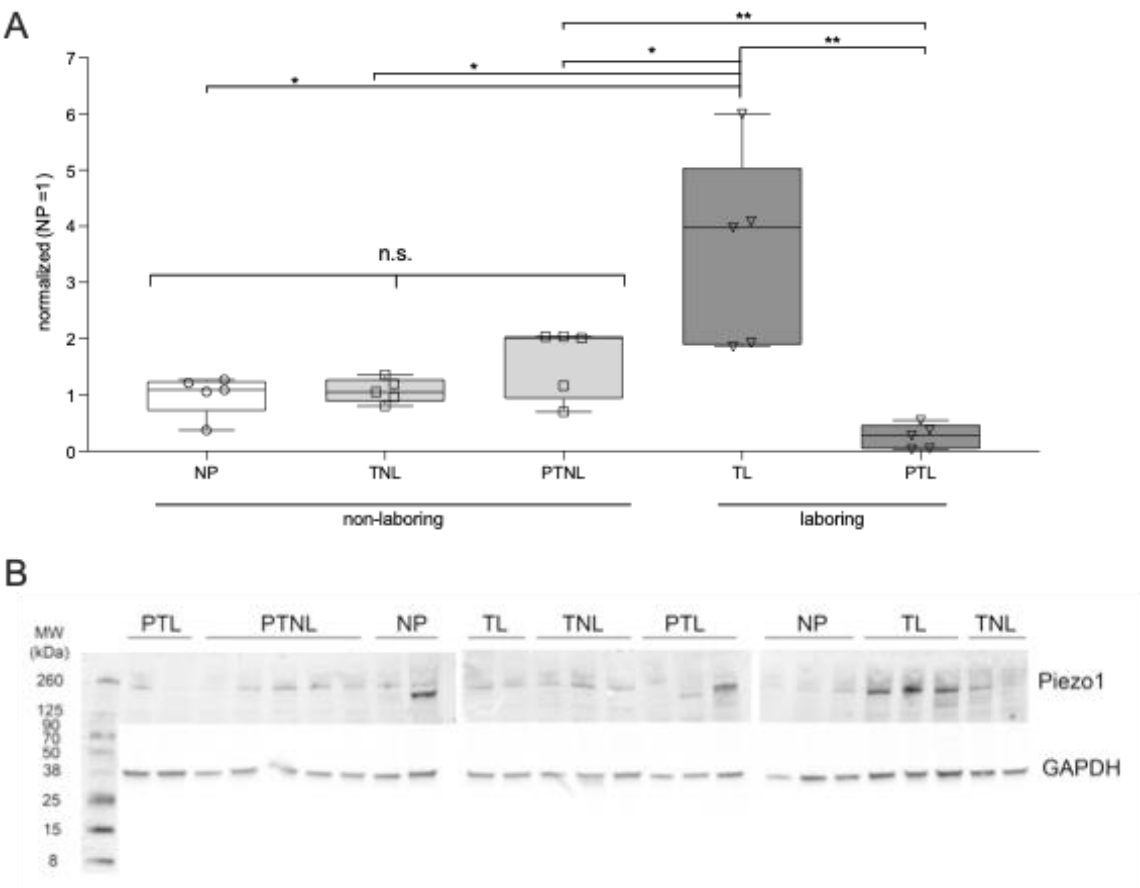 A
**
**
*
*
*
7
6
5
4
3
2
1
0
normalized (NP =1)
n.s.
NP TNL PTNL TL PTL
non-laboring laboring
B
MW
(kDa)
PTL PTNL NP TL TNL PTL NP TL TNL
260
Piezo1
125
90
70
50
38
GAPDH
25
15
8